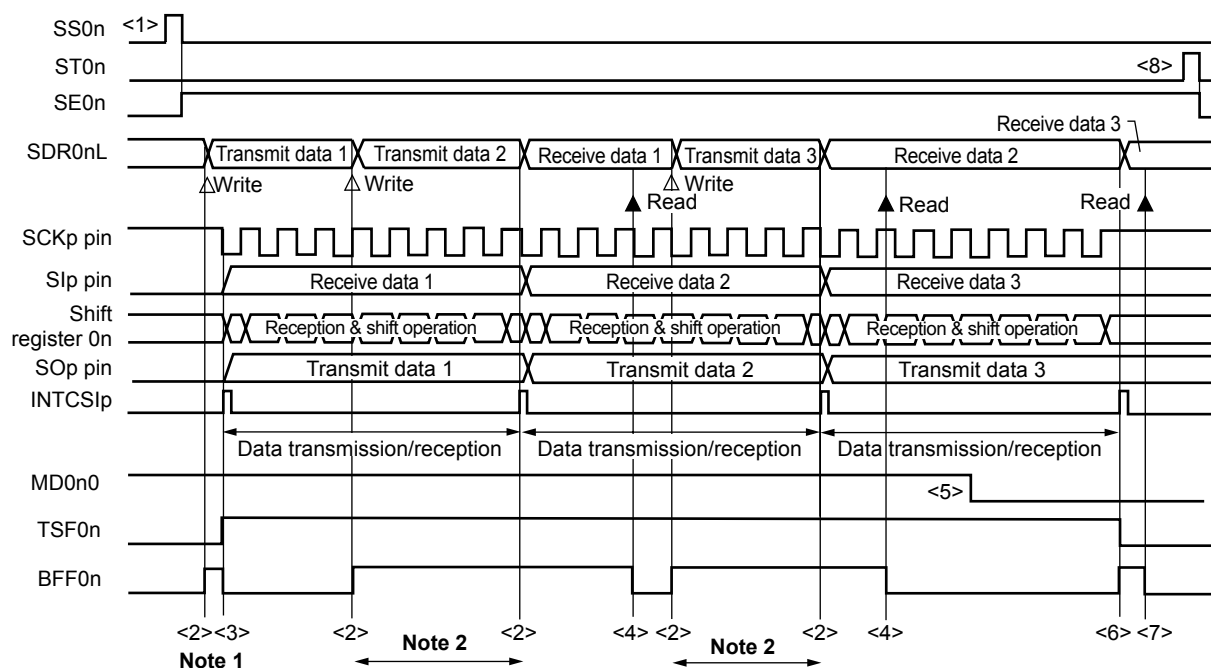 SS0n <1>
ST0n <8>
SE0n
Receive data 3
SDR0nL Transmit data 1 Transmit data 2 Receive data 1 Transmit data 3 Receive data 2
Write Write Write
Read Read Read
SCKp pin
SIp pin Receive data 1 Receive data 2 Receive data 3
Shift
register 0n Reception & shift operation Reception & shift operation Reception & shift operation
SOp pin Transmit data 1 Transmit data 2 Transmit data 3
INTCSIp
Data transmission/reception Data transmission/reception Data transmission/reception
MD0n0 <5>
TSF0n
BFF0n
<2> <3> <2> <2> <4> <2> <2> <4> <6> <7>
Note 1 Note 2 Note 2